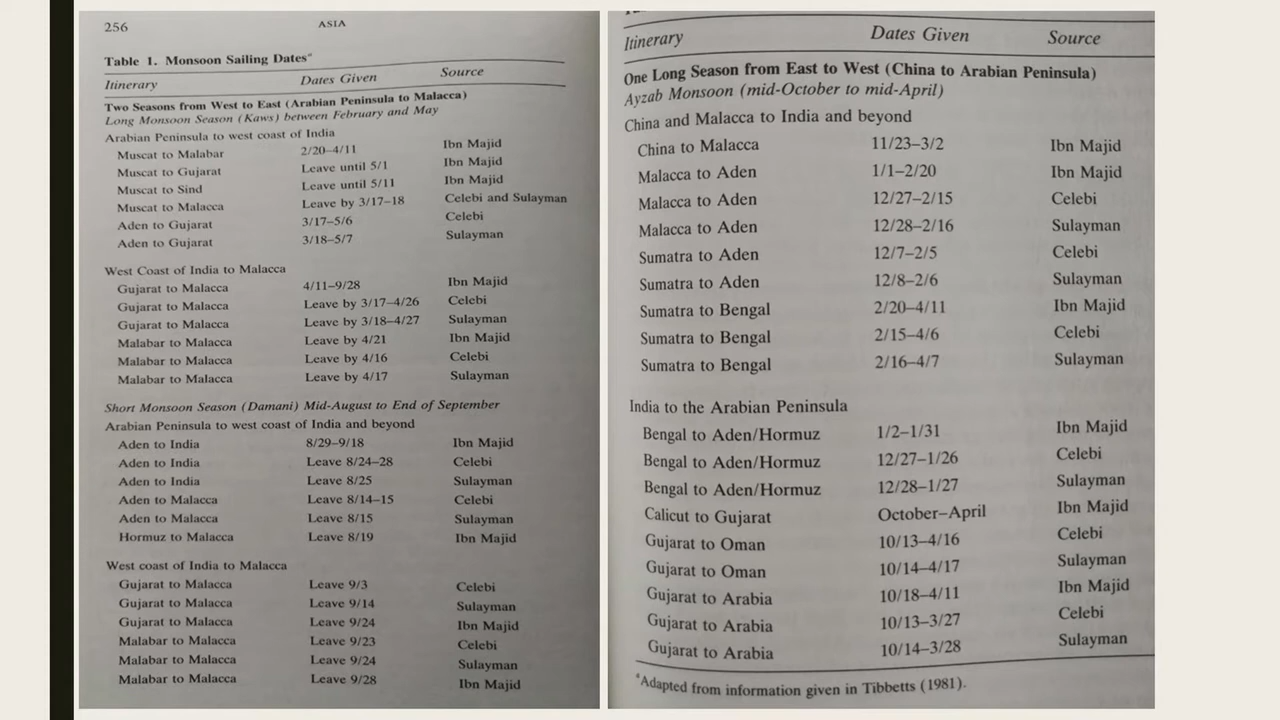 256 ASIA
Table 1. Monsoon Sailing Dates^a
Itinerary Dates Given Source
Two Seasons from West to East (Arabian Peninsula to Malacca)
Long Monsoon Season (Kaws) between February and May
Arabian Peninsula to west coast of India
Muscat to Malabar 2/20–4/11 Ibn Majid
Muscat to Gujarat Leave until 5/1 Ibn Majid
Muscat to Sind Leave until 5/11 Ibn Majid
Muscat to Malacca Leave by 3/17–18 Celebi and Sulayman
Aden to Gujarat 3/17–5/6 Celebi
Aden to Gujarat 3/18–5/7 Sulayman
West Coast of India to Malacca
Gujarat to Malacca 4/11–9/28 Ibn Majid
Gujarat to Malacca Leave by 3/17–4/26 Celebi
Gujarat to Malacca Leave by 3/18–4/27 Sulayman
Malabar to Malacca Leave by 4/21 Ibn Majid
Malabar to Malacca Leave by 4/16 Celebi
Malabar to Malacca Leave by 4/17 Sulayman
Short Monsoon Season (Damani) Mid-August to End of September
Arabian Peninsula to west coast of India and beyond
Aden to India 8/29–9/18 Ibn Majid
Aden to India Leave 8/24–28 Celebi
Aden to India Leave 8/25 Sulayman
Aden to Malacca Leave 8/14–15 Celebi
Aden to Malacca Leave 8/15 Sulayman
Hormuz to Malacca Leave 8/19 Ibn Majid
West coast of India to Malacca
Gujarat to Malacca Leave 9/3 Celebi
Gujarat to Malacca Leave 9/14 Sulayman
Gujarat to Malacca Leave 9/24 Ibn Majid
Malabar to Malacca Leave 9/23 Celebi
Malabar to Malacca Leave 9/24 Sulayman
Malabar to Malacca Leave 9/28 Ibn Majid
Itinerary Dates Given Source
One Long Season from East to West (China to Arabian Peninsula)
Ayzab Monsoon (mid-October to mid-April)
China and Malacca to India and beyond
China to Malacca 11/23–3/2 Ibn Majid
Malacca to Aden 1/1–2/20 Ibn Majid
Malacca to Aden 12/27–2/15 Celebi
Malacca to Aden 12/28–2/16 Sulayman
Sumatra to Aden 12/7–2/5 Celebi
Sumatra to Aden 12/8–2/6 Sulayman
Sumatra to Bengal 2/20–4/11 Ibn Majid
Sumatra to Bengal 2/15–4/6 Celebi
Sumatra to Bengal 2/16–4/7 Sulayman
India to the Arabian Peninsula
Bengal to Aden/Hormuz 1/2–1/31 Ibn Majid
Bengal to Aden/Hormuz 12/27–1/26 Celebi
Bengal to Aden/Hormuz 12/28–1/27 Sulayman
Calicut to Gujarat October–April Ibn Majid
Gujarat to Oman 10/13–4/16 Celebi
Gujarat to Oman 10/14–4/17 Sulayman
Gujarat to Arabia 10/18–4/11 Ibn Majid
Gujarat to Arabia 10/13–3/27 Celebi
Gujarat to Arabia 10/14–3/28 Sulayman
^aAdapted from information given in Tibbetts (1981).